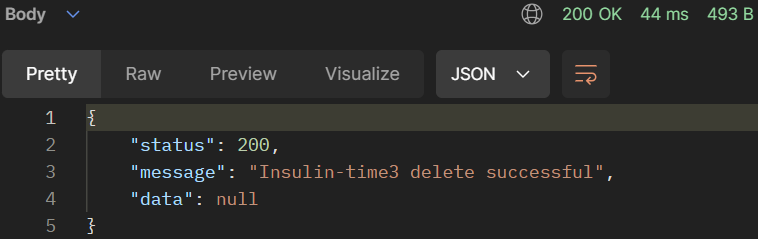 Body 200 OK 44 ms 493 B
Pretty Raw Preview Visualize JSON
1 {
2 "status": 200,
3 "message": "Insulin-time3 delete successful",
4 "data": null
5 }